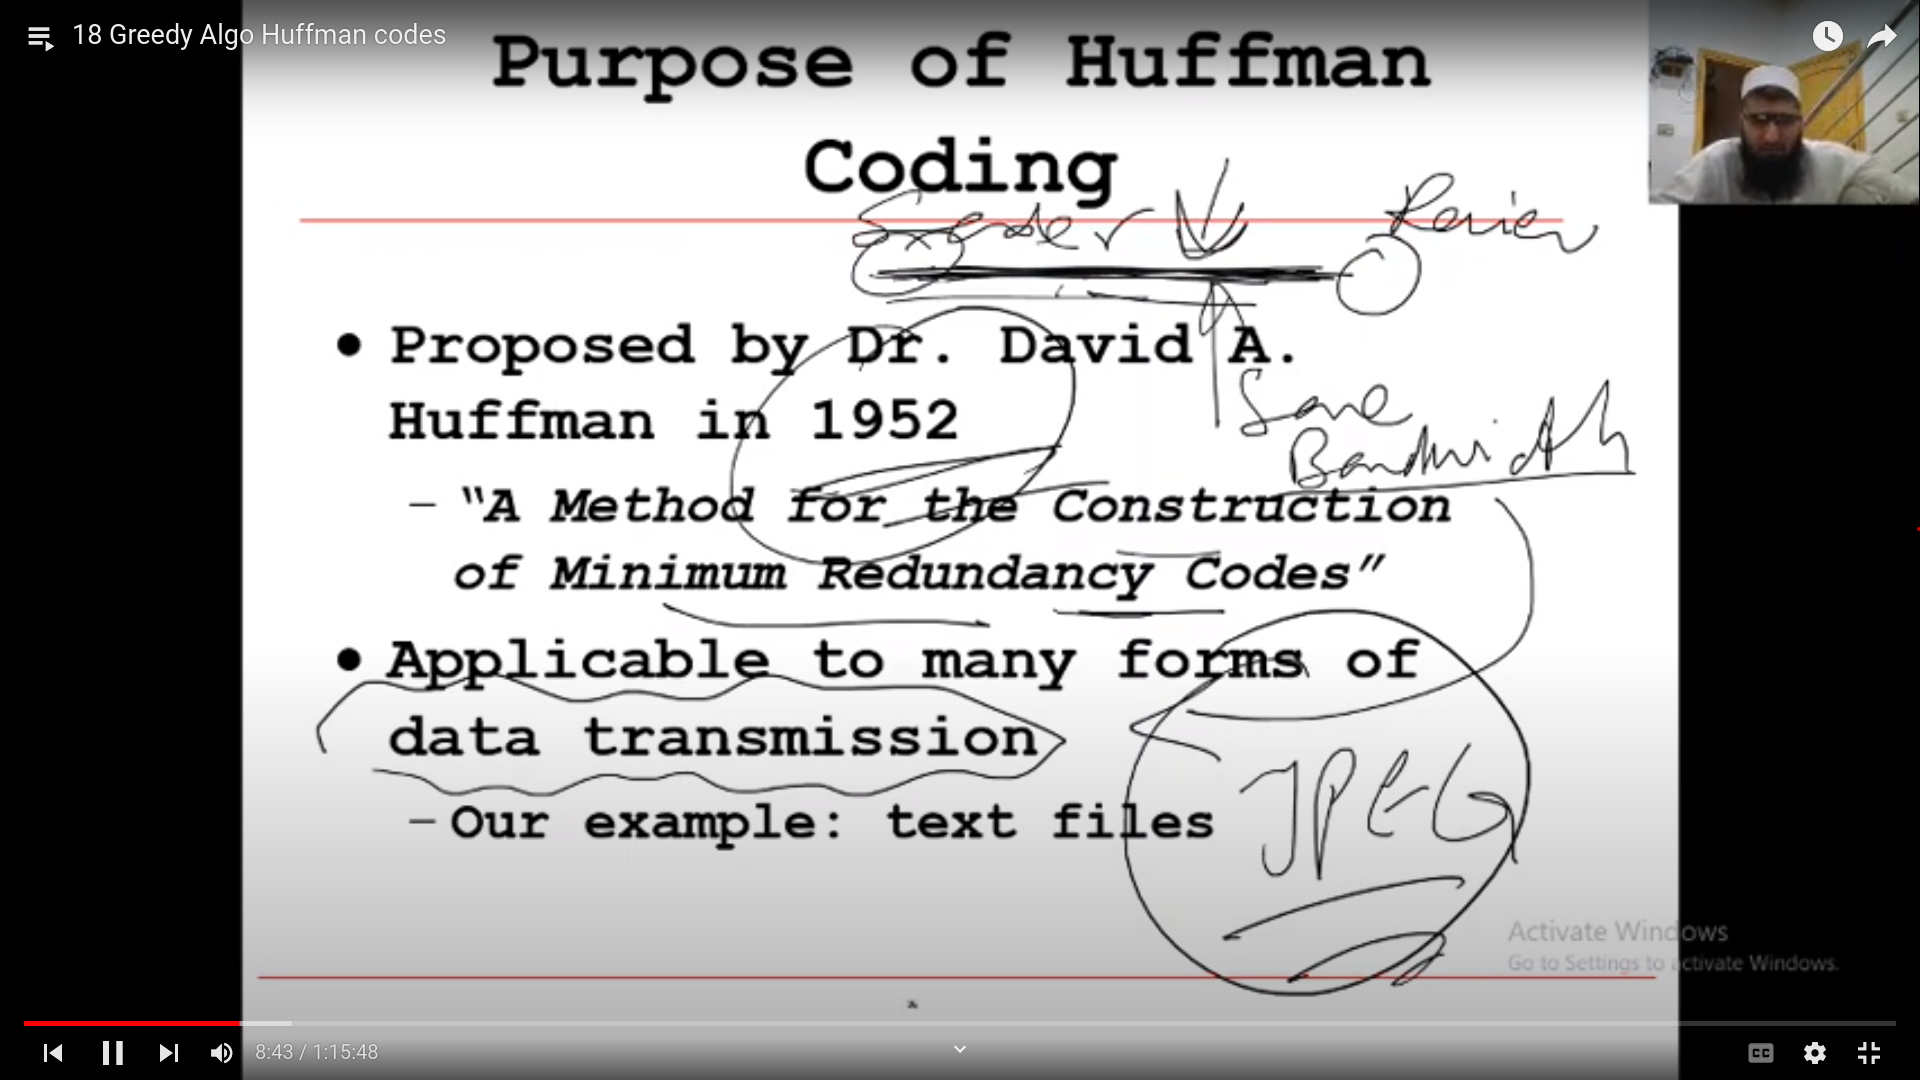 18 Greedy Algo Huffman codes
Purpose of Huffman
Coding
Sender
• Proposed by Dr. David A.
Huffman in 1952
Save
Bandwidth
– “A Method for the Construction
of Minimum Redundancy Codes”
• Applicable to many forms of
data transmission
JPEG
– Our example: text files
Activate Windows
Go to Settings to activate Windows.
8:43 / 1:15:48
CC